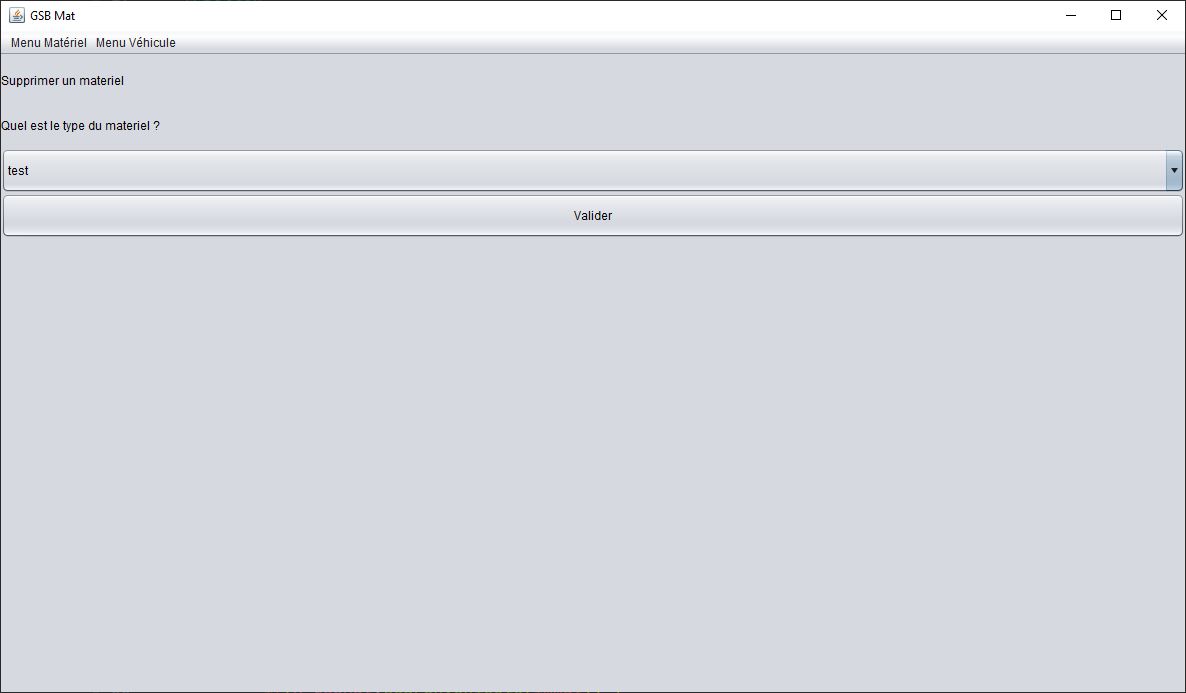 GSB Mat
Menu Matériel Menu Véhicule
Supprimer un materiel
Quel est le type du materiel ?
test
Valider